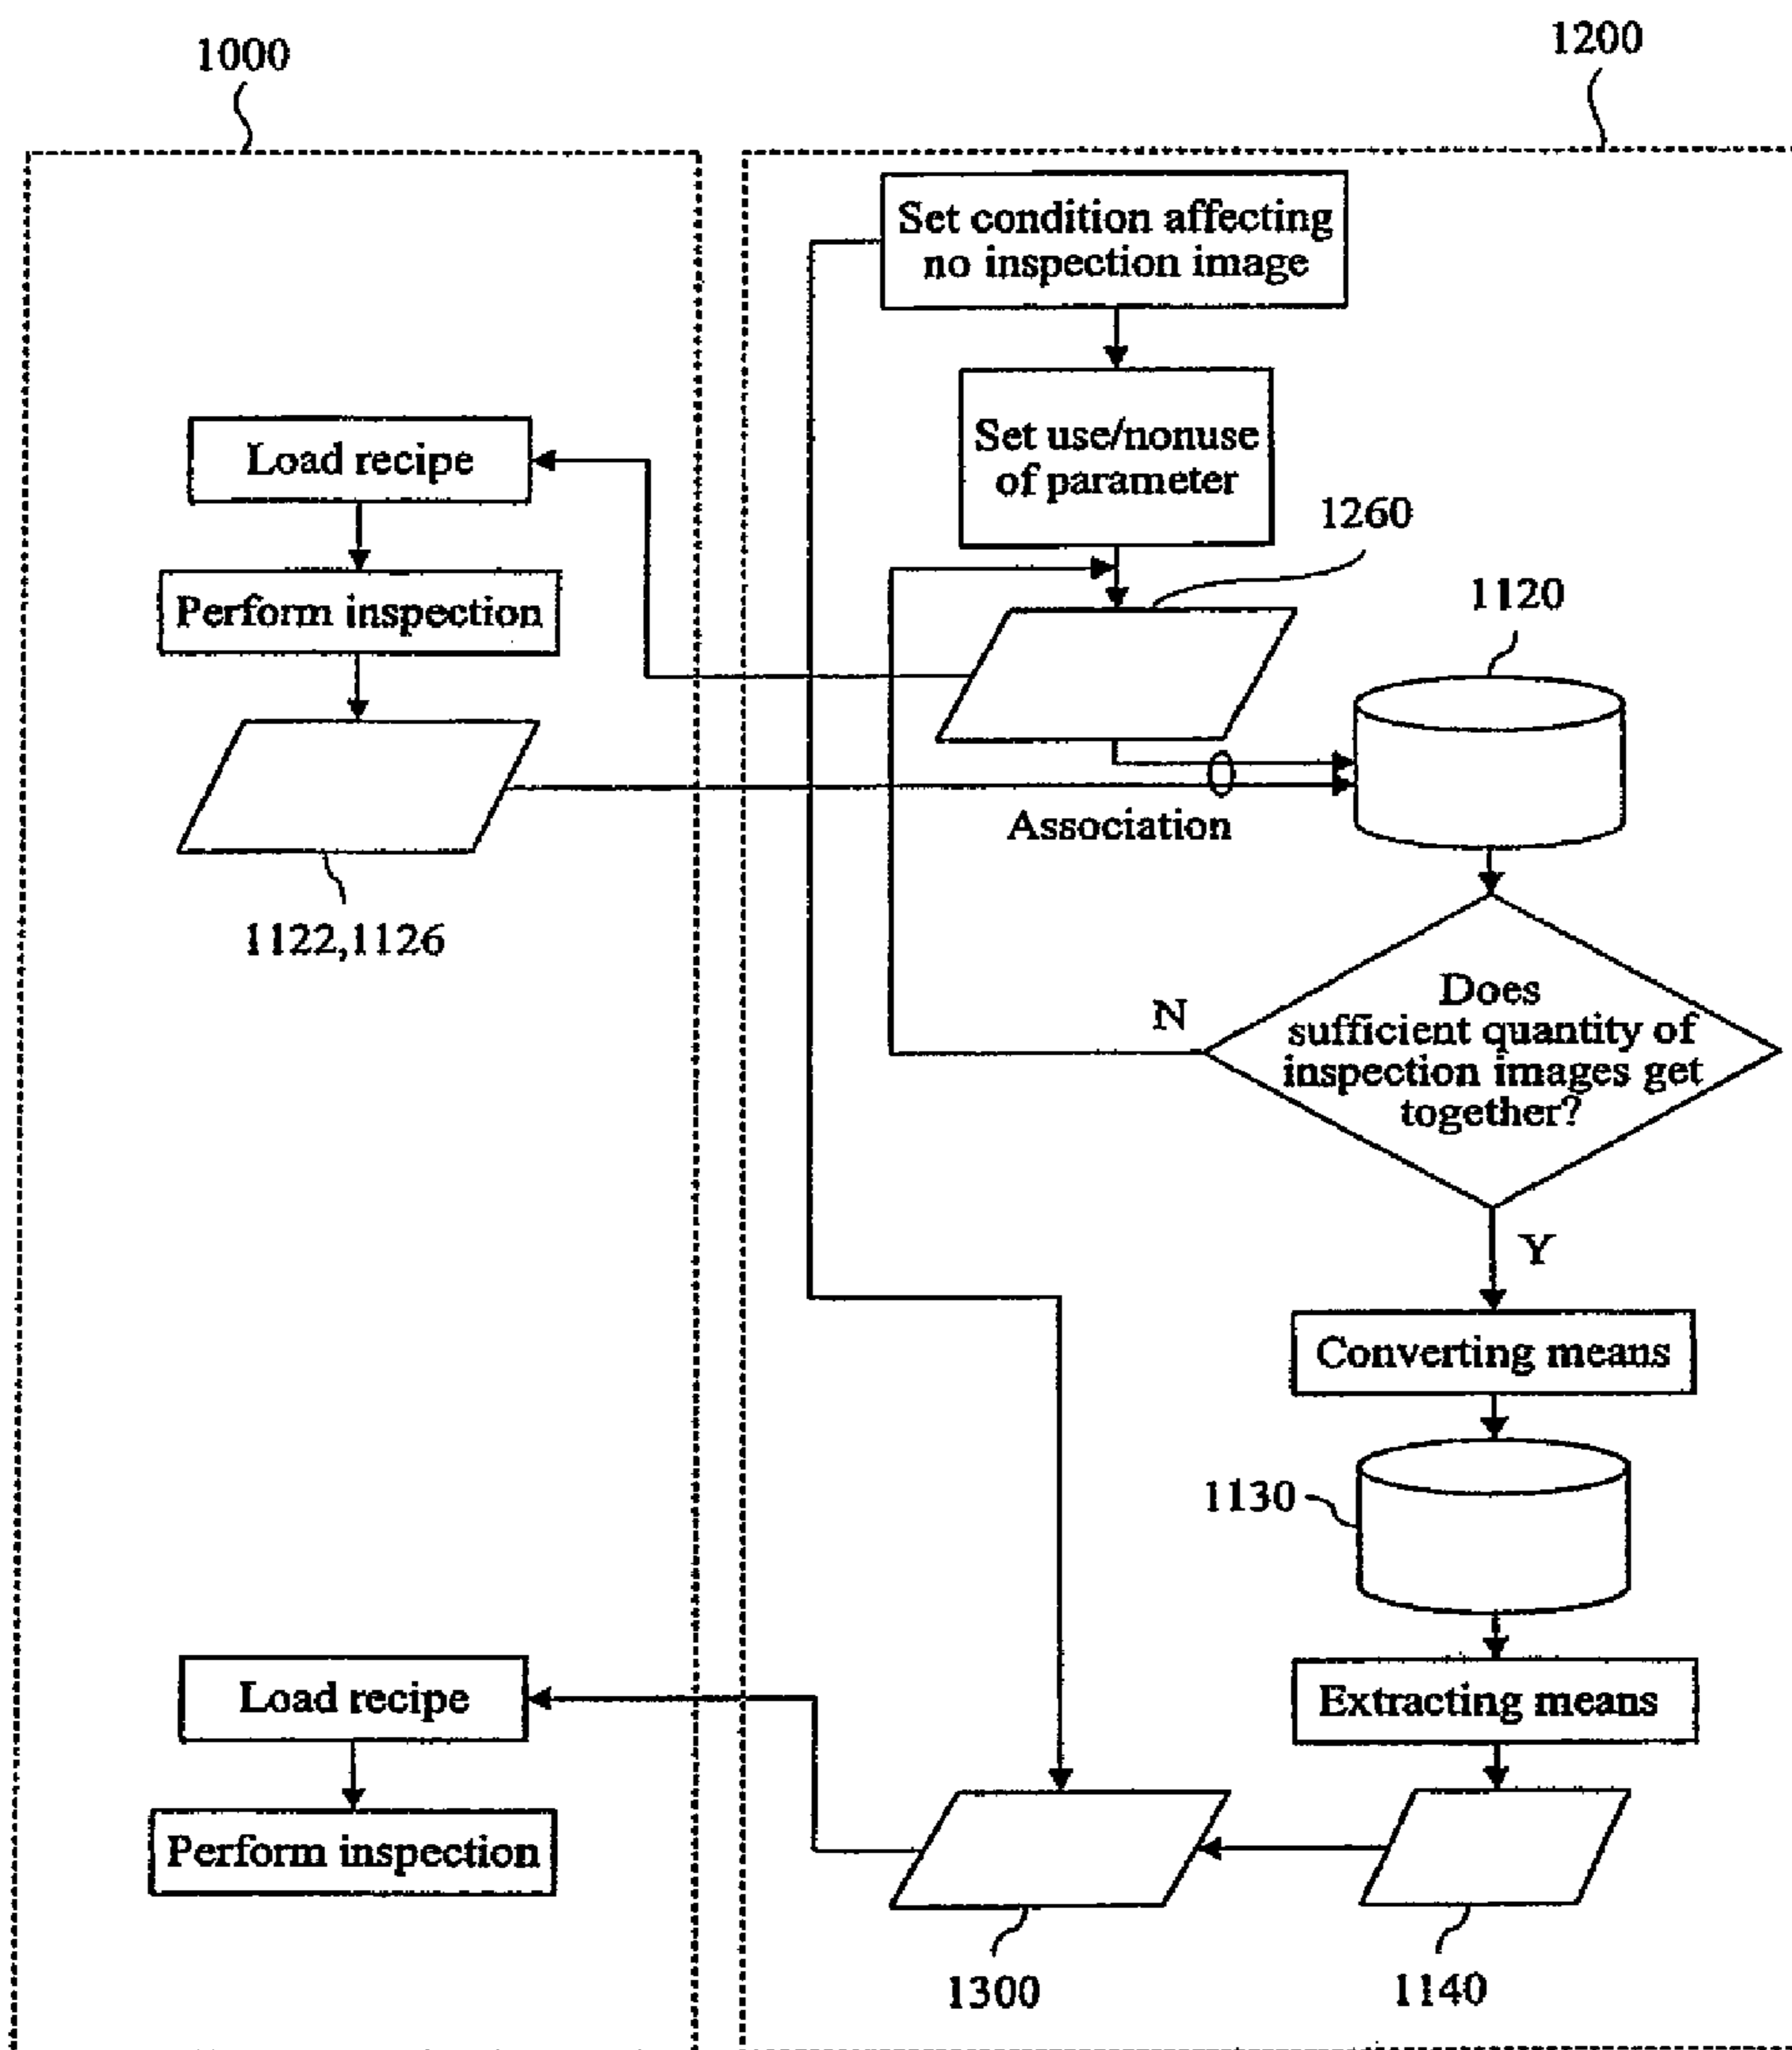 1000
1200
Set condition affecting
no inspection image
Set use/nonuse
of parameter
Load recipe
1260
Perform inspection
1120
Association
1122,1126
Does
sufficient quantity of
inspection images get
together?
N
Y
Converting means
1130
Extracting means
Load recipe
Perform inspection
1300
1140